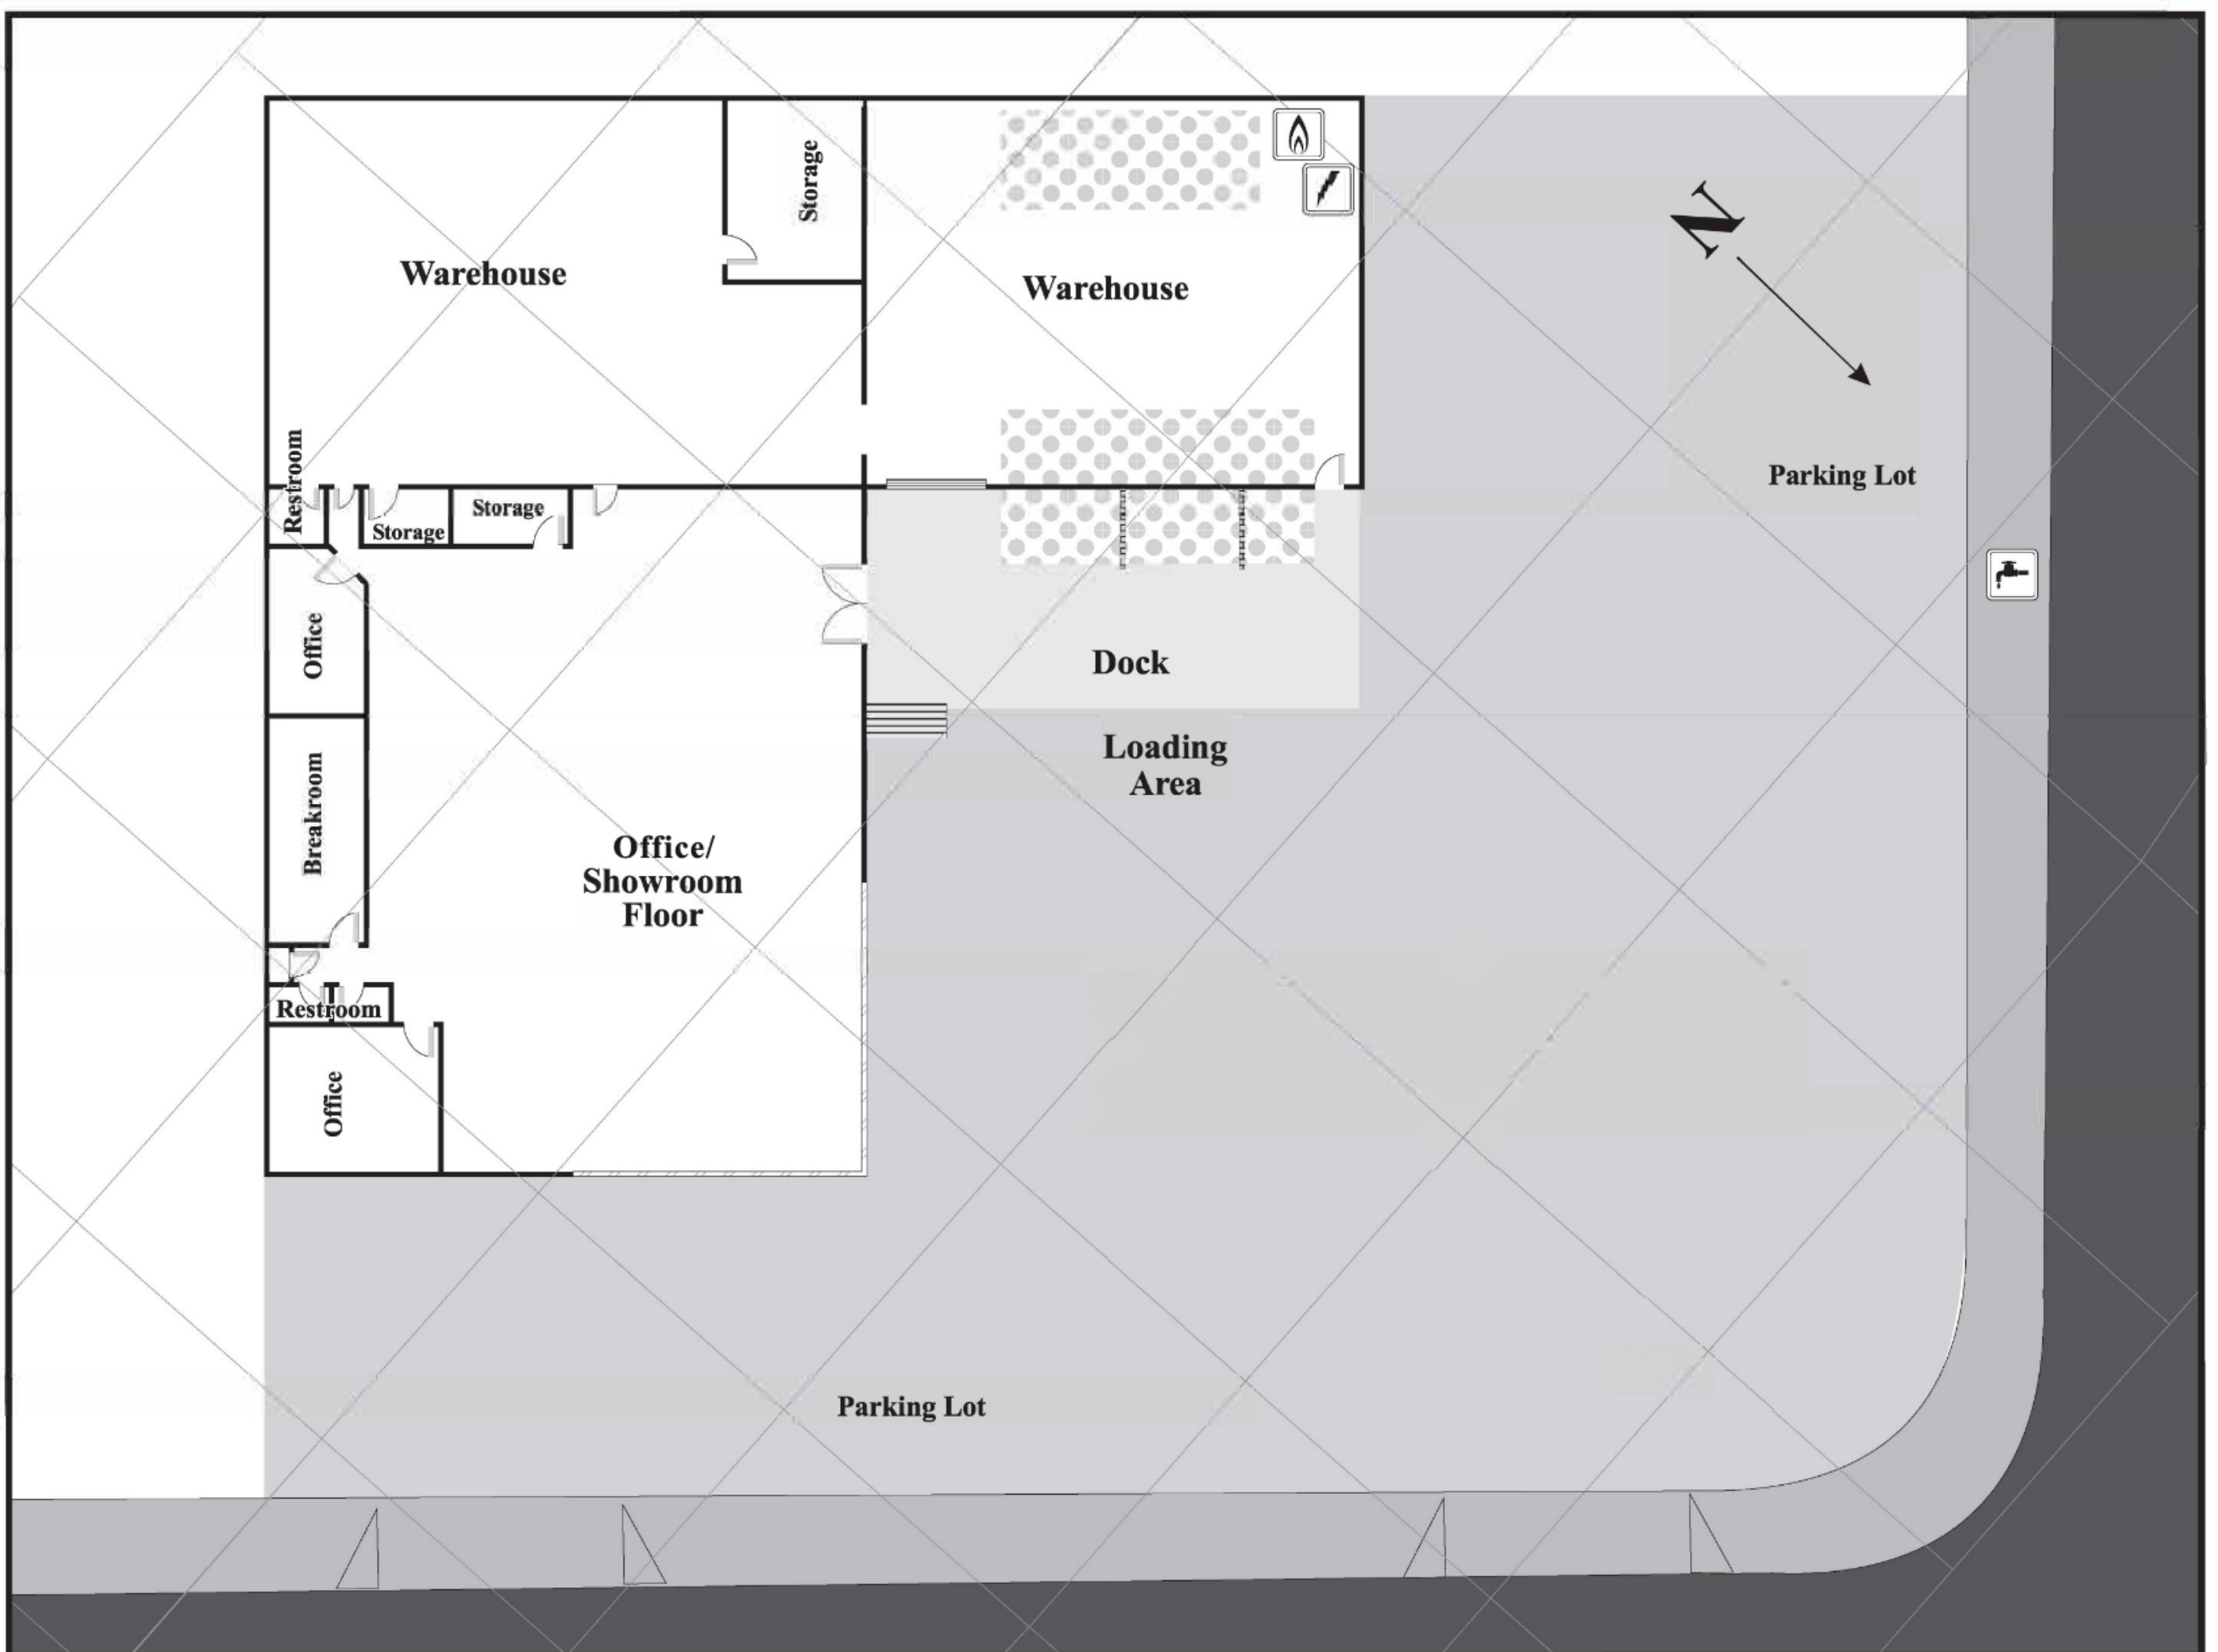 Storage
Warehouse
Warehouse
N
Restroom
Parking Lot
Storage
Storage
Office
Dock
Loading
Area
Breakroom
Office/
Showroom
Floor
Restroom
Office
Parking Lot